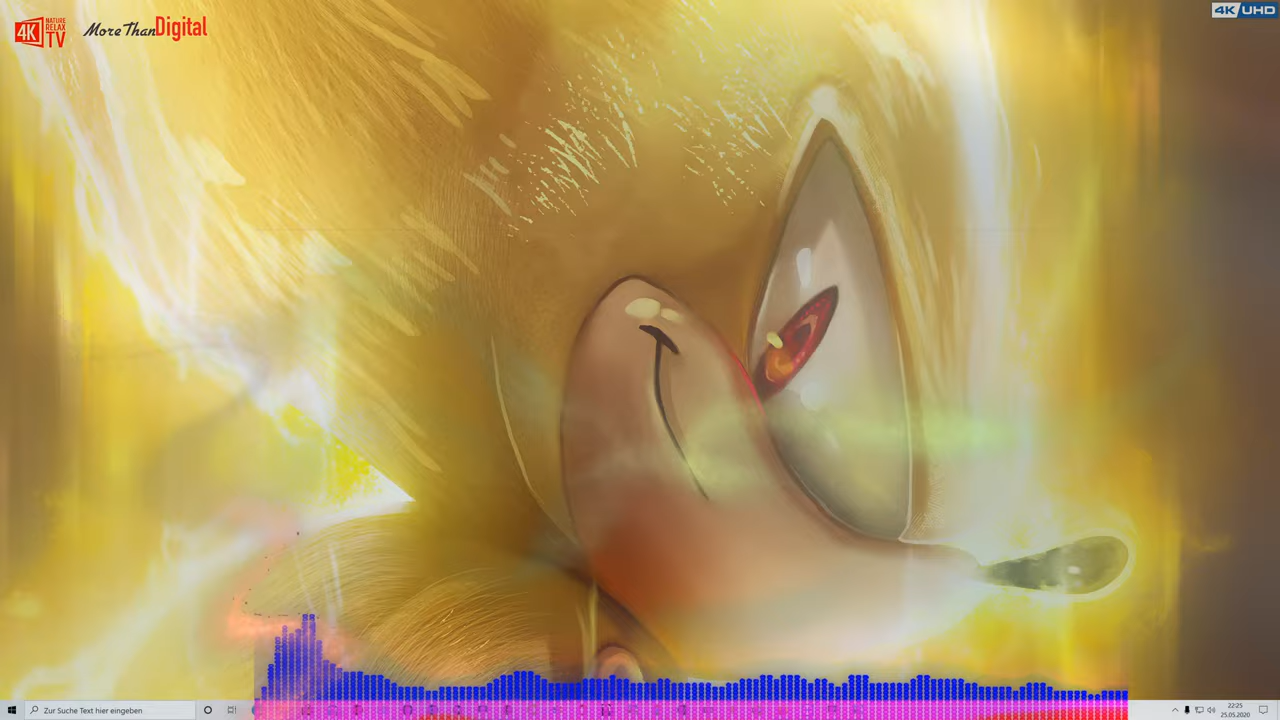 4K NATURE
RELAX
TV
More Than Digital
4K UHD
Zur Suche Text hier eingeben
22:25
25.05.2020